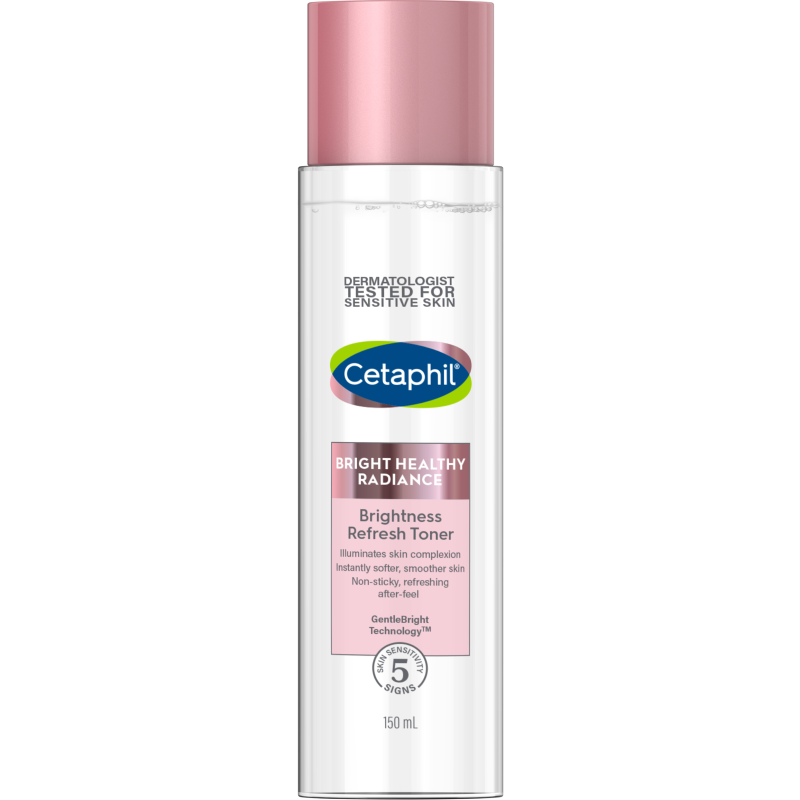 DERMATOLOGIST
TESTED FOR
SENSITIVE SKIN
Cetaphil®
BRIGHT HEALTHY
RADIANCE
Brightness
Refresh Toner
Illuminates skin complexion
Instantly softer, smoother skin
Non-sticky, refreshing
after-feel
GentleBright
Technology™
SKIN SENSITIVITY
5
SIGNS
150 mL